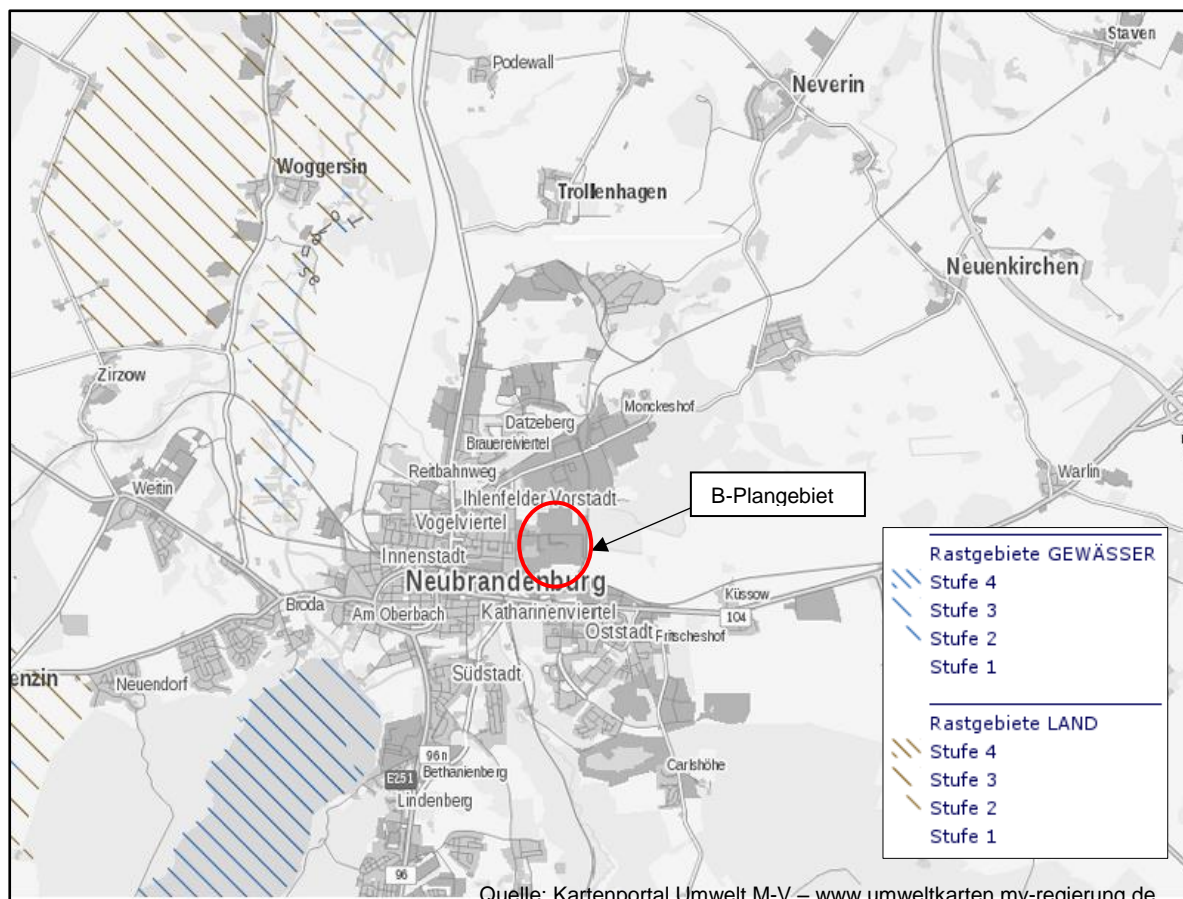 Staven
Podewall
Neverin
Woggersin
Trollenhagen
Tollense
Neuenkirchen
Zirzow
Monckeshof
Datzeberg
Brauereiviertel
Reitbahnweg
Warlin
Weitin
Ihlenfelder Vorstadt
B-Plangebiet
Vogelviertel
Innenstadt
Neubrandenburg
Küssow
Broda
Am Oberbach
Katharinenviertel
104
Oststadt
Fritscheshof
enzin
Neuendorf
Südstadt
96n
E251
Bethanienberg
Carlshöhe
Lindenberg
96
Rastgebiete GEWÄSSER
Stufe 4
Stufe 3
Stufe 2
Stufe 1
Rastgebiete LAND
Stufe 4
Stufe 3
Stufe 2
Stufe 1
Quelle: Kartenportal Umwelt M-V – www.umweltkarten.mv-regierung.de